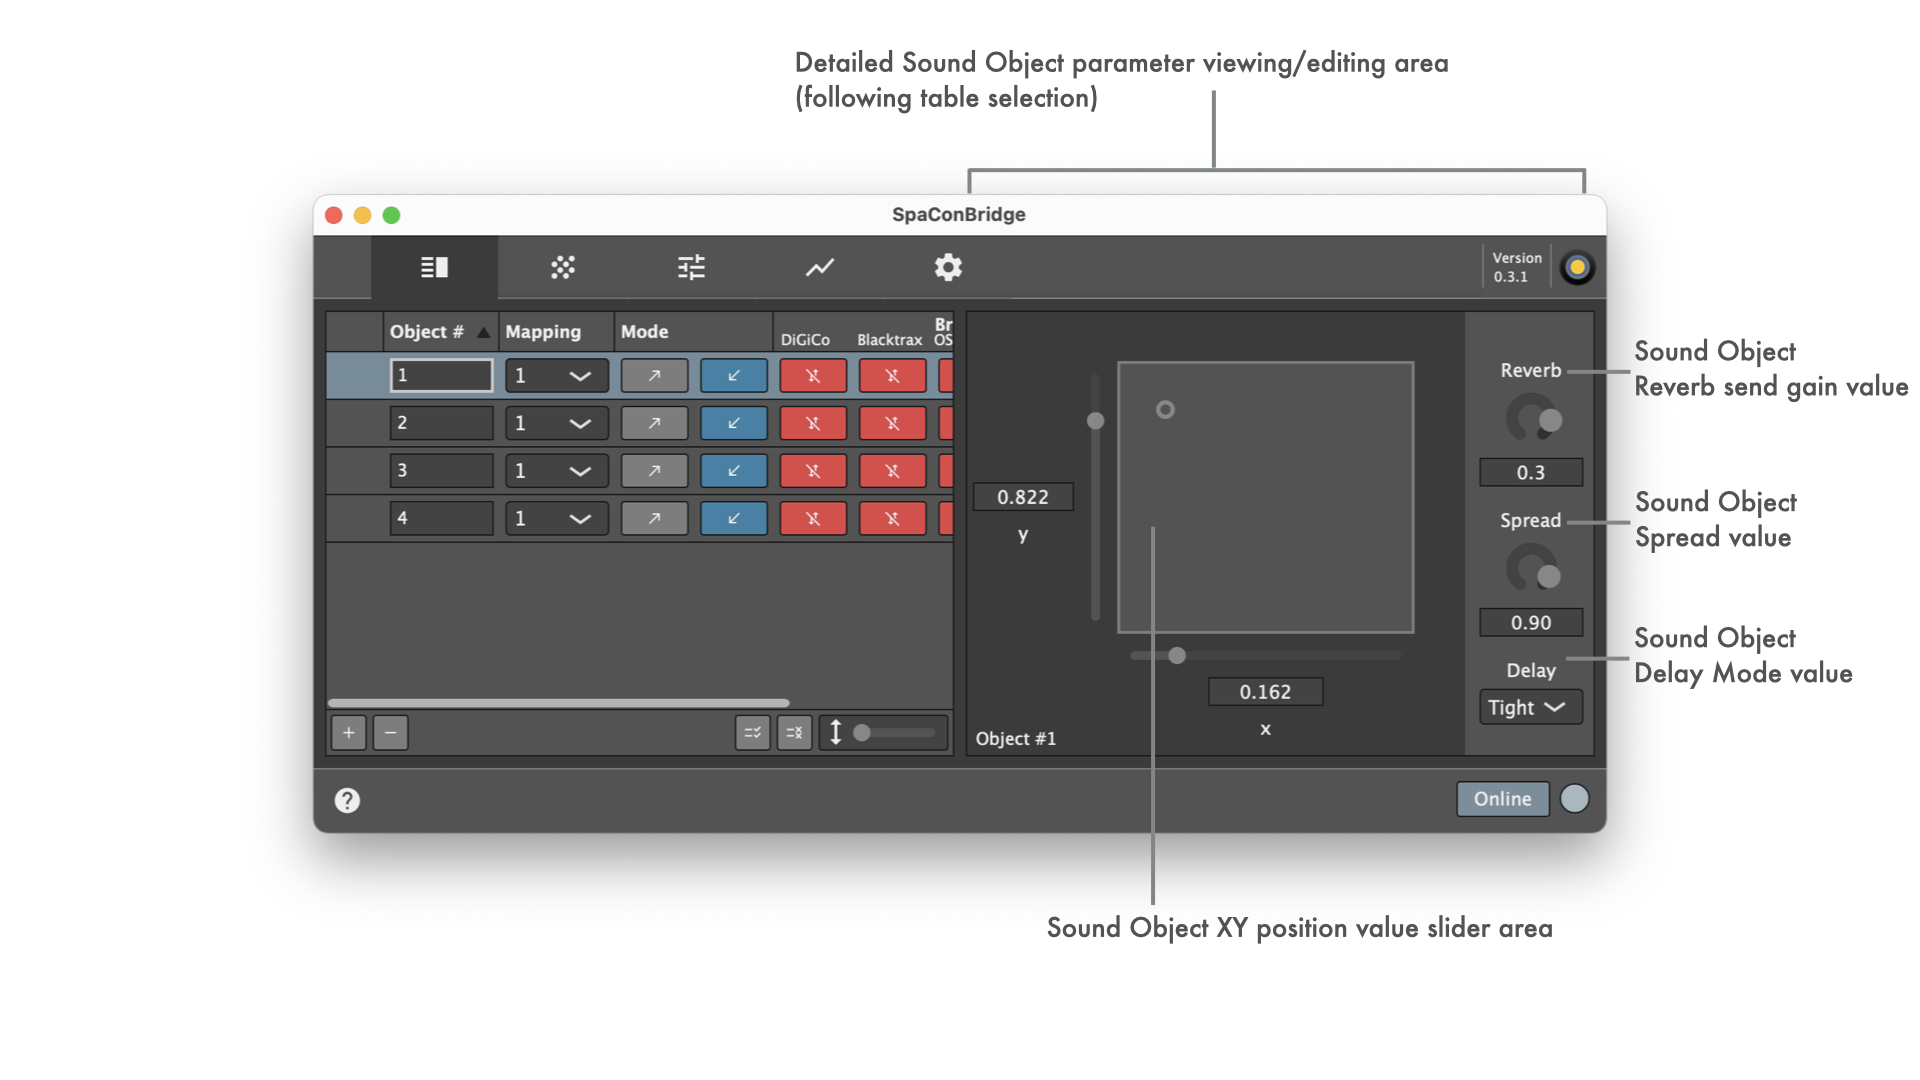 Detailed Sound Object parameter viewing/editing area
(following table selection)
SpaConBridge
Version
0.3.1
Object #
Mapping
Mode
DiGiCo
Blacktrax
Br
OS
1
1
2
1
3
1
4
1
0.822
y
0.162
x
Object #1
Reverb
0.3
Spread
0.90
Delay
Tight
Sound Object
Reverb send gain value
Sound Object
Spread value
Sound Object
Delay Mode value
+
−
?
Online
Sound Object XY position value slider area